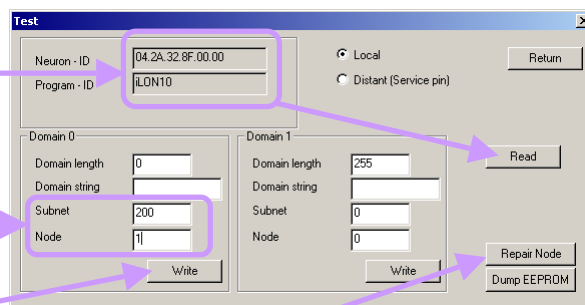 Test
Neuron - ID 04.2A.32.8F.00.00
Program - ID iLON10
Local
Distant (Service pin)
Return
Read
Domain 0
Domain length 0
Domain string
Subnet 200
Node 1
Write
Domain 1
Domain length 255
Domain string
Subnet 0
Node 0
Write
Repair Node
Dump EEPROM